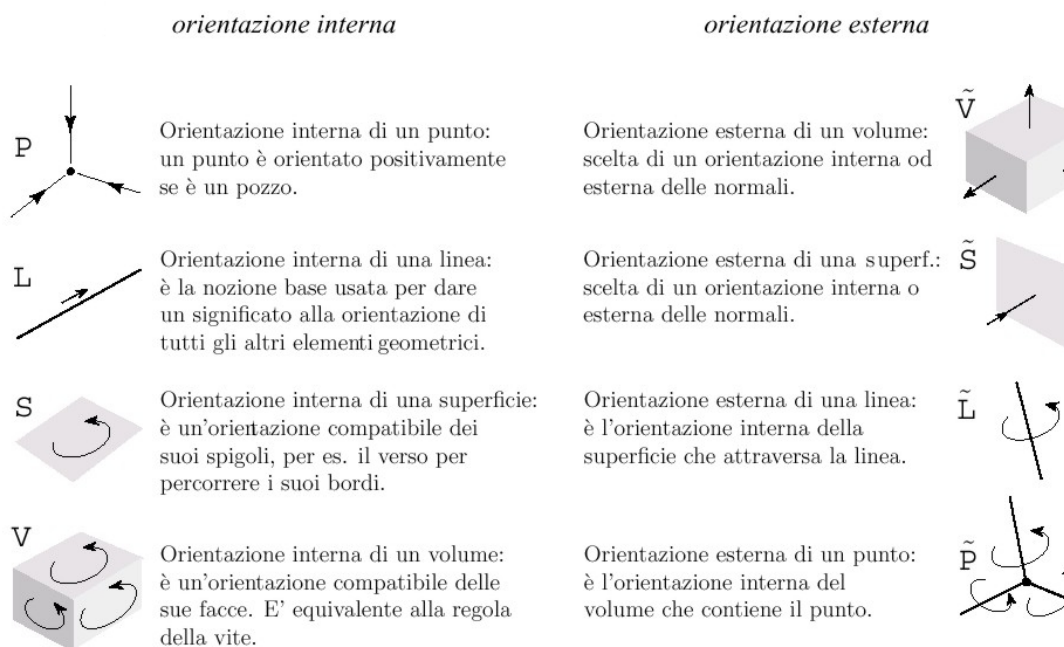 orientazione interna
orientazione esterna
P
Orientazione interna di un punto:
un punto è orientato positivamente
se è un pozzo.
Orientazione esterna di un volume:
scelta di un orientazione interna od
esterna delle normali.
Ṽ
L
Orientazione interna di una linea:
è la nozione base usata per dare
un significato alla orientazione di
tutti gli altri elementi geometrici.
Orientazione esterna di una superf.:
scelta di un orientazione interna o
esterna delle normali.
S̃
S
Orientazione interna di una superficie:
è un'orientazione compatibile dei
suoi spigoli, per es. il verso per
percorrere i suoi bordi.
Orientazione esterna di una linea:
è l'orientazione interna della
superficie che attraversa la linea.
L̃
V
Orientazione interna di un volume:
è un'orientazione compatibile delle
sue facce. E' equivalente alla regola
della vite.
Orientazione esterna di un punto:
è l'orientazione interna del
volume che contiene il punto.
P̃